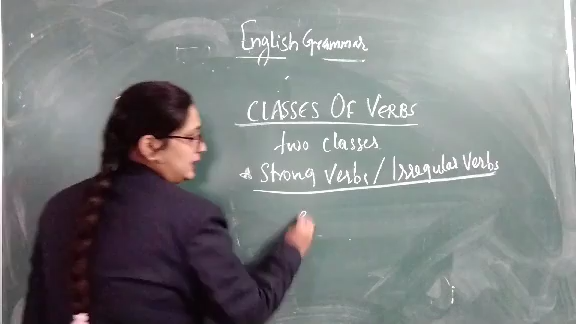 English Grammar
CLASSES OF VERBS
two classes
* Strong Verbs / Irregular Verbs